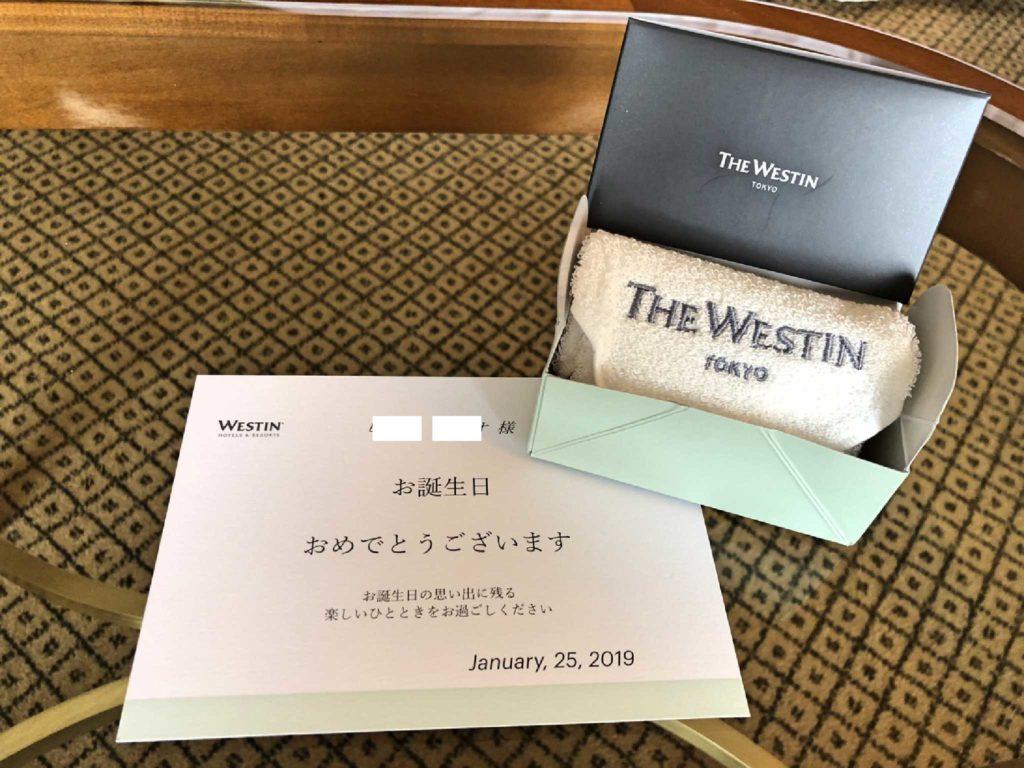 THE WESTIN
TOKYO
THE WESTIN
TOKYO
WESTIN
HOTELS & RESORTS
様
お誕生日
おめでとうございます
お誕生日の思い出に残る
楽しいひとときをお過ごしください
January, 25, 2019